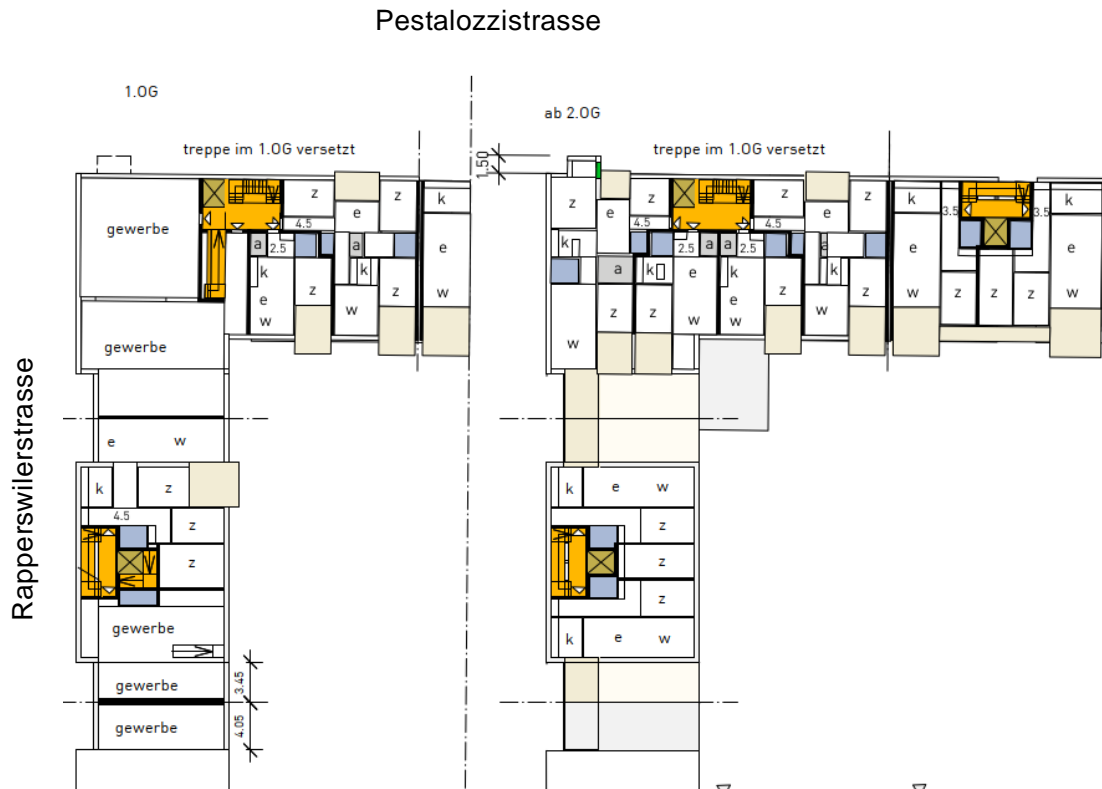 Pestalozzistrasse
1.OG
ab 2.OG
treppe im 1.OG versetzt
1.50
treppe im 1.OG versetzt
gewerbe
z
e
z
k
4.5
a
2.5
a
k
k
e
w
z
w
z
e
w
gewerbe
z
e
z
z
e
z
k
3.5
3.5
k
4.5
4.5
k
2.5
a
a
2.5
a
a
k
e
k
k
e
e
w
z
z
w
e
w
z
w
z
w
z
z
z
w
w
Rapperswilerstrasse
e w
k
z
4.5
z
z
gewerbe
gewerbe
3.45
gewerbe
4.05
k
e w
z
z
z
k
e w